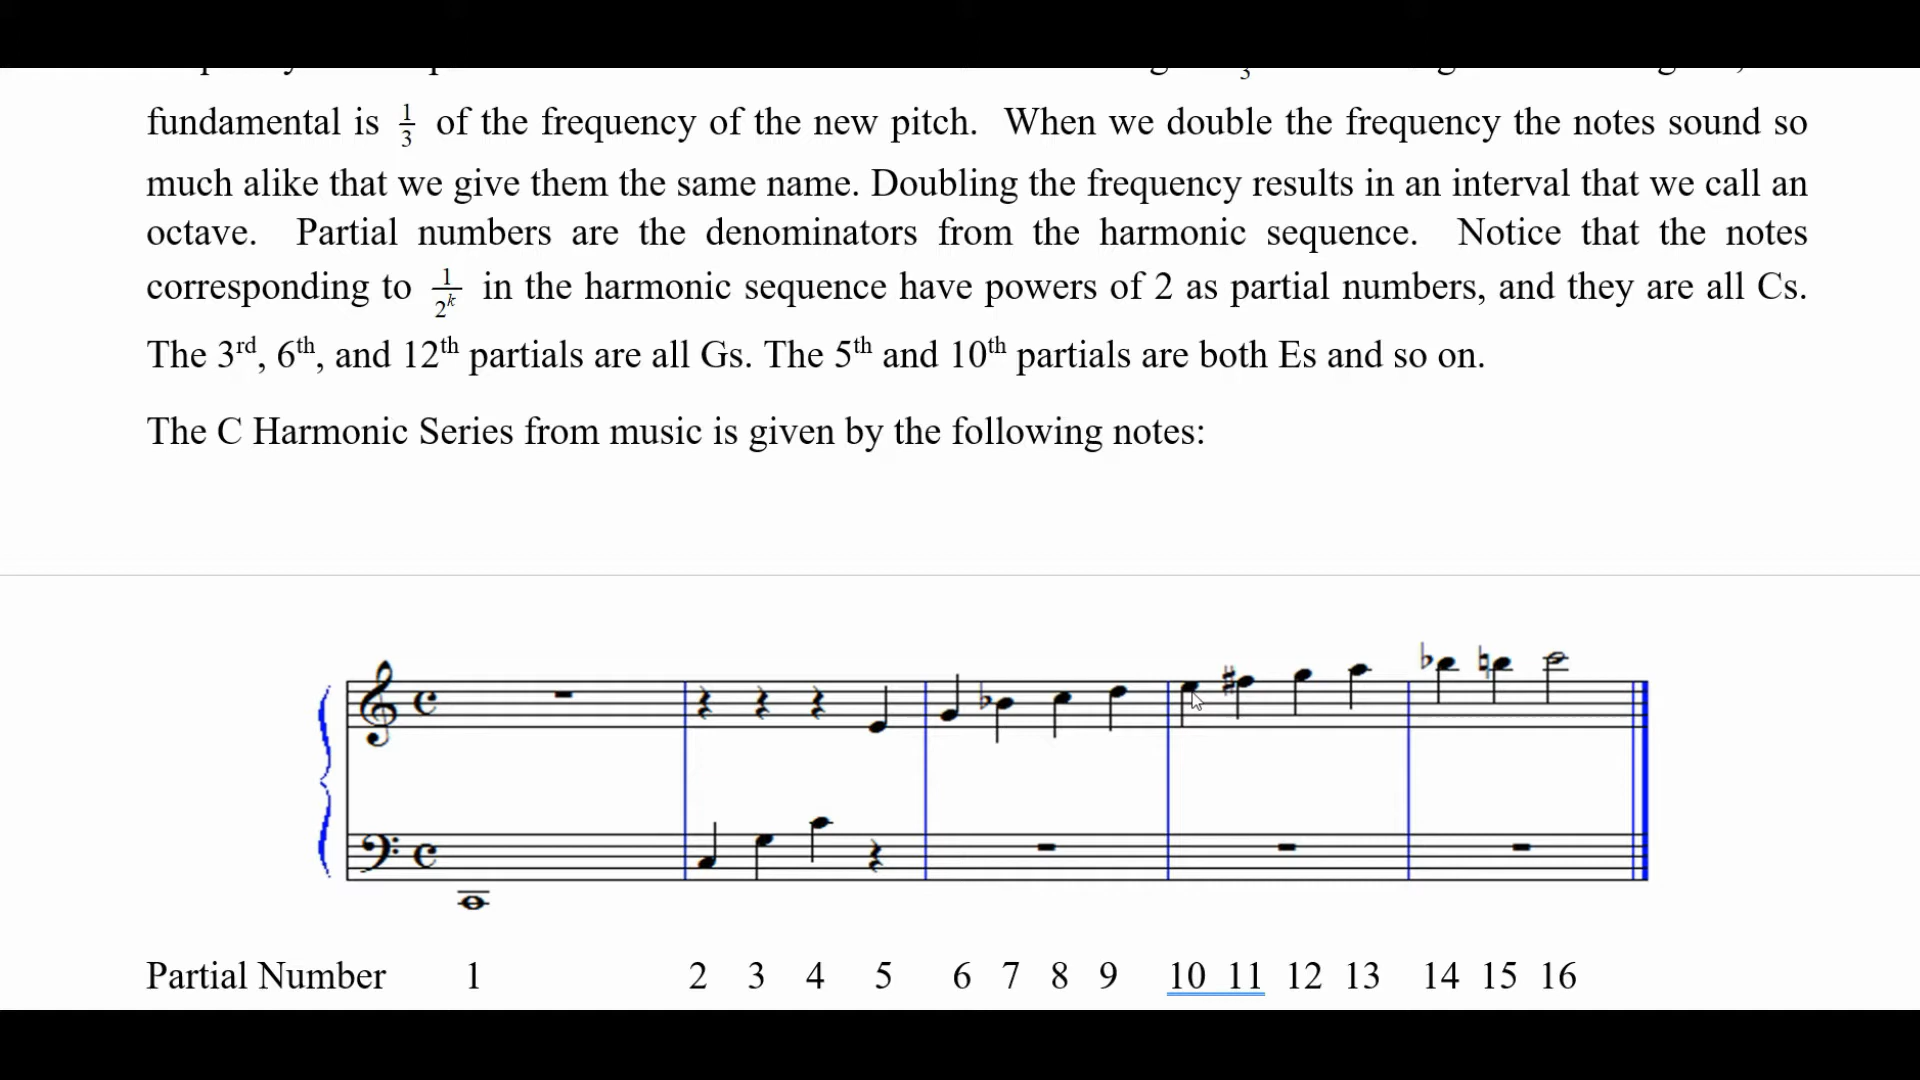 fundamental is 1/3 of the frequency of the new pitch. When we double the frequency the notes sound so
much alike that we give them the same name. Doubling the frequency results in an interval that we call an
octave. Partial numbers are the denominators from the harmonic sequence. Notice that the notes
corresponding to 1/2^k in the harmonic sequence have powers of 2 as partial numbers, and they are all Cs.
The 3rd, 6th, and 12th partials are all Gs. The 5th and 10th partials are both Es and so on.
The C Harmonic Series from music is given by the following notes:
Partial Number 1 2 3 4 5 6 7 8 9 10 11 12 13 14 15 16